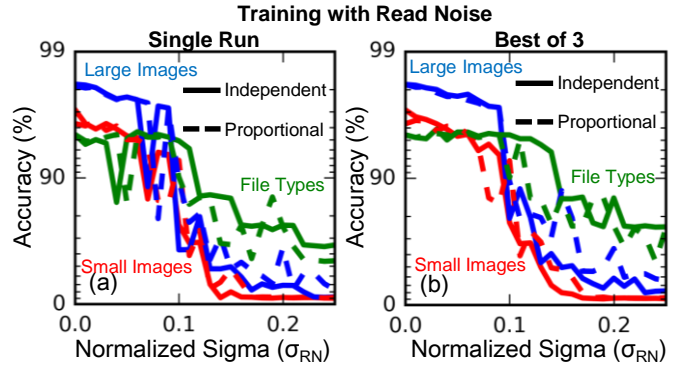 Training with Read Noise
Single Run
Best of 3
99
90
0
Accuracy (%)
Large Images
Independent
Proportional
File Types
Small Images
(a)
0.0
0.1
0.2
Normalized Sigma (σRN)
99
90
0
Accuracy (%)
Large Images
Independent
Proportional
File Types
Small Images
(b)
0.0
0.1
0.2
Normalized Sigma (σRN)